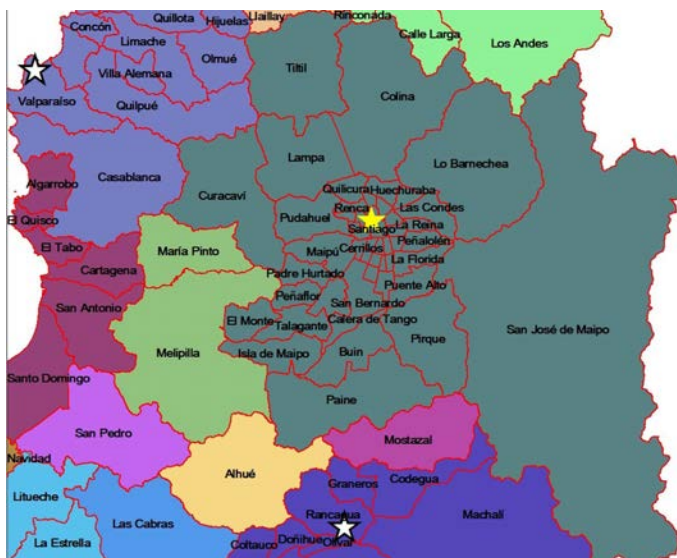 Quillota
Hijuelas
Llaillay
Rinconada
Concón
Limache
Calle Larga
Los Andes
Olmué
Villa Alemana
Tiltil
Valparaíso
Quilpué
Colina
Lampa
Lo Barnechea
Casablanca
Algarrobo
Curacaví
Quilicura
Huechuraba
El Quisco
Pudahuel
Renca
Las Condes
Santiago
La Reina
El Tabo
María Pinto
Maipú
Cerrillos
Peñalolén
Cartagena
Padre Hurtado
La Florida
Peñaflor
Puente Alto
San Antonio
San Bernardo
El Monte
Talagante
Calera de Tango
San José de Maipo
Melipilla
Isla de Maipo
Buin
Pirque
Santo Domingo
Paine
San Pedro
Mostazal
Navidad
Alhué
Litueche
Graneros
Codegua
Las Cabras
Rancagua
Machalí
La Estrella
Coltauco
Doñihue
Olivar